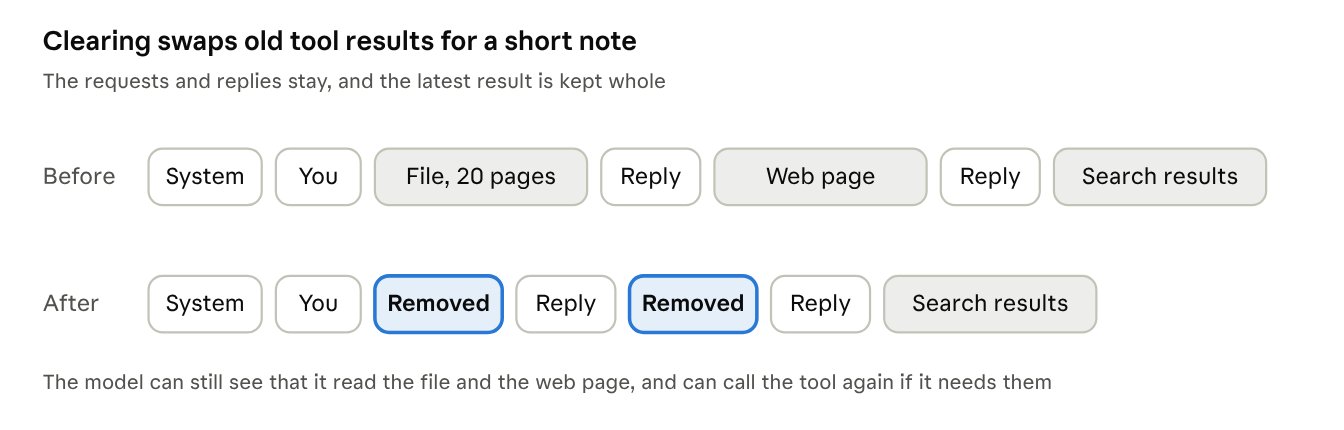 Clearing swaps old tool results for a short note
The requests and replies stay, and the latest result is kept whole
Before System You File, 20 pages Reply Web page Reply Search results
After System You Removed Reply Removed Reply Search results
The model can still see that it read the file and the web page, and can call the tool again if it needs them